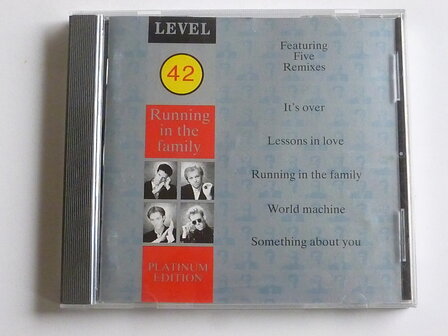 LEVEL
42
Running
in the
family
PLATINUM
EDITION
Featuring
Five
Remixes
It's over
Lessons in love
Running in the family
World machine
Something about you